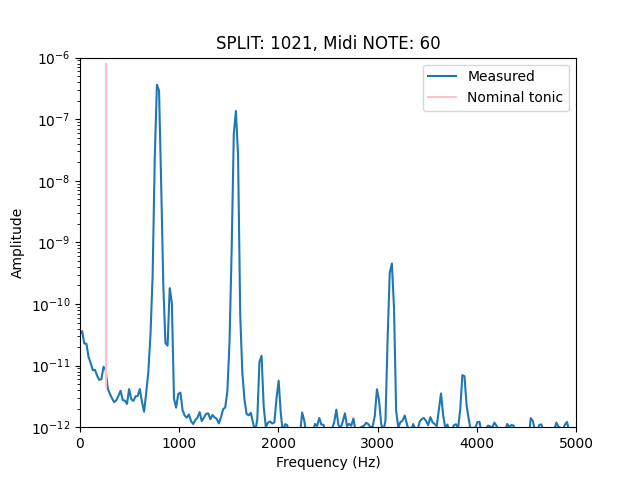 SPLIT: 1021, Midi NOTE: 60
Measured
Nominal tonic
Amplitude
10⁻⁶
10⁻⁷
10⁻⁸
10⁻⁹
10⁻¹⁰
10⁻¹¹
10⁻¹²
0 1000 2000 3000 4000 5000
Frequency (Hz)